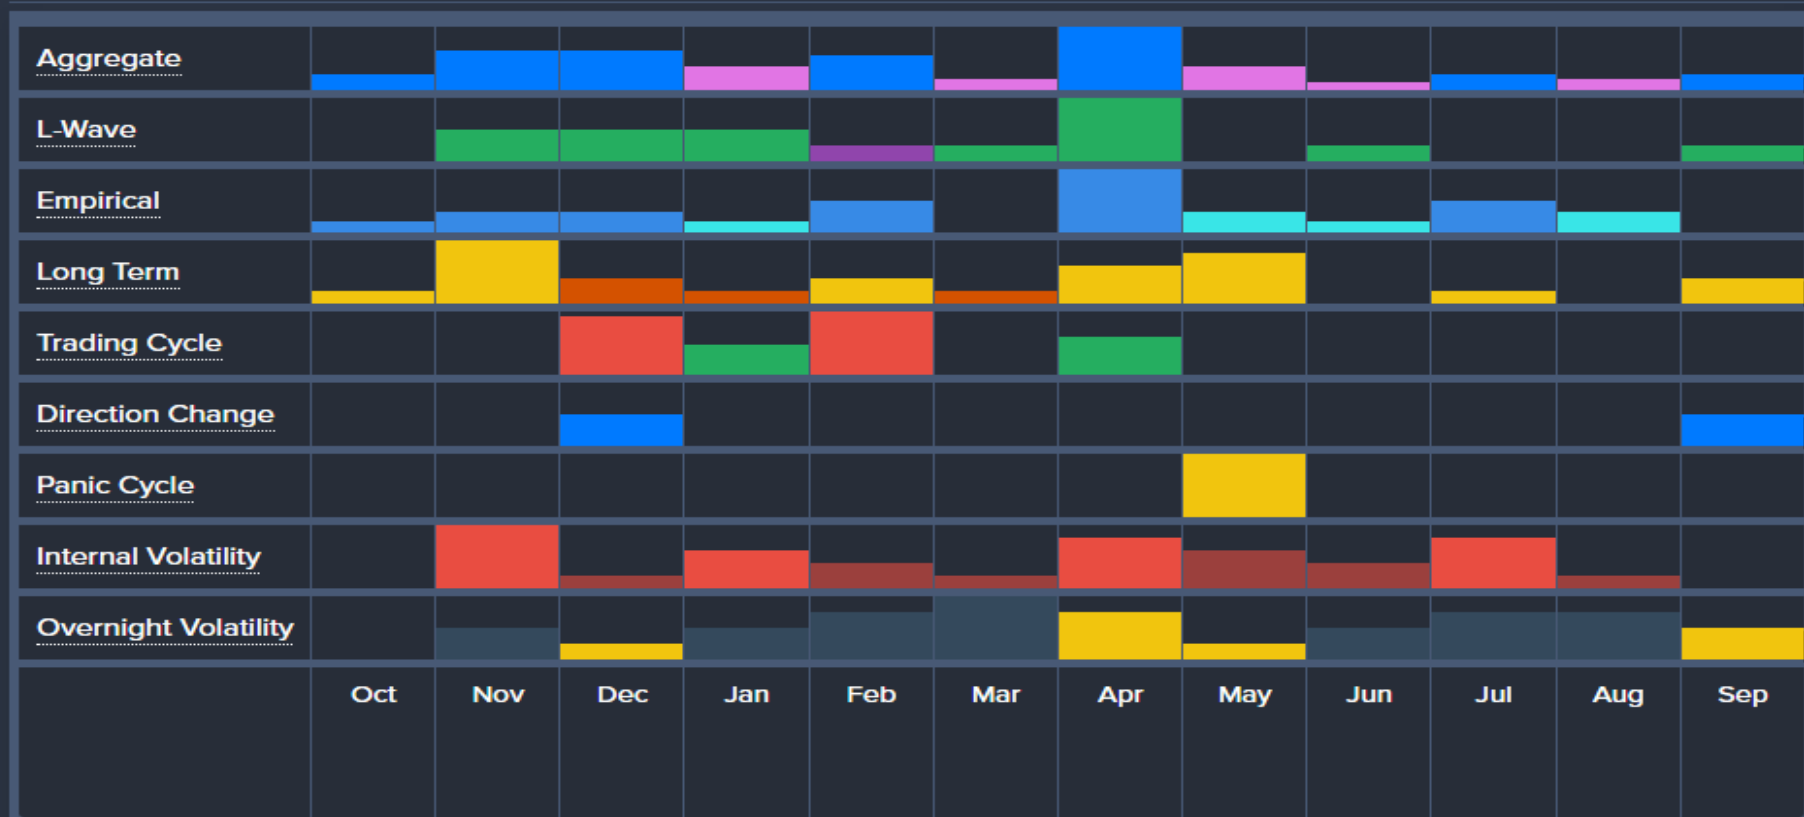 Aggregate
L-Wave
Empirical
Long Term
Trading Cycle
Direction Change
Panic Cycle
Internal Volatility
Overnight Volatility
Oct Nov Dec Jan Feb Mar Apr May Jun Jul Aug Sep